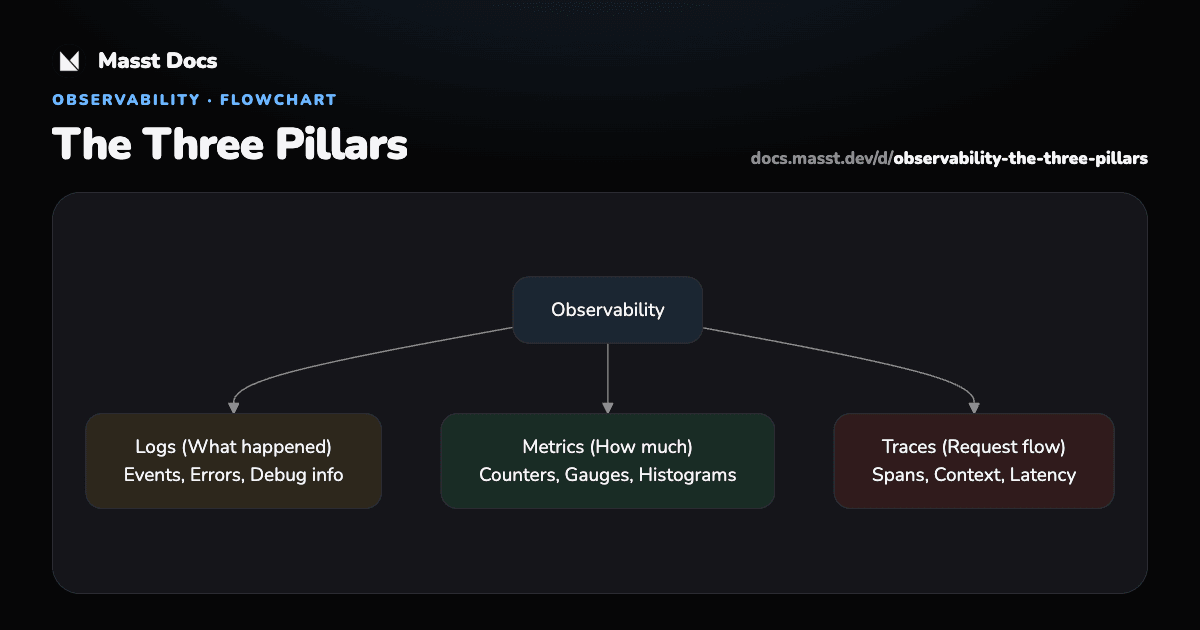 Masst Docs
OBSERVABILITY · FLOWCHART
The Three Pillars
docs.masst.dev/d/observability-the-three-pillars
Observability
Logs (What happened)
Events, Errors, Debug info
Metrics (How much)
Counters, Gauges, Histograms
Traces (Request flow)
Spans, Context, Latency